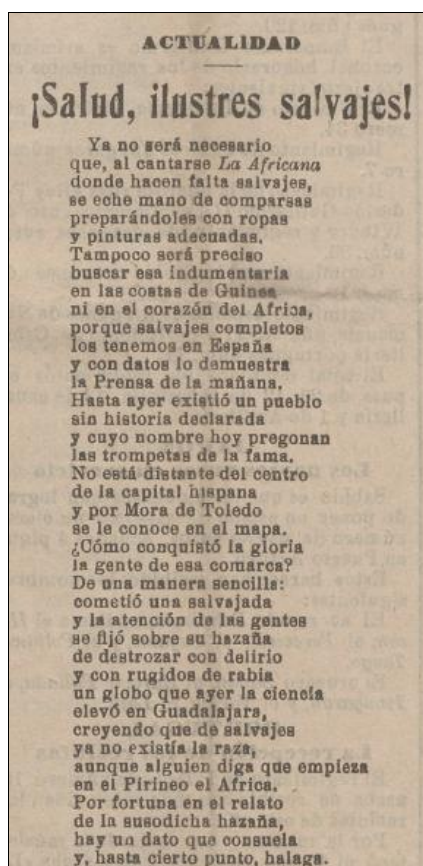 ACTUALIDAD
¡Salud, ilustres salvajes!
Ya no será necesario
que, al cantarse La Africana
donde hacen falta salvajes,
se eche mano de comparsas
preparándoles con ropas
y pinturas adecuadas.
Tampoco será preciso
buscar esa indumentaria
en las costas de Guinea
ni en el corazón del Africa,
porque salvajes completos
los tenemos en España
y con datos lo demuestra
la Prensa de la mañana.
Hasta ayer existió un pueblo
sin historia declarada
y cuyo nombre hoy pregonan
las trompetas de la fama.
No está distante del centro
de la capital hispana
y por Mora de Toledo
se le conoce en el mapa.
¿Cómo conquistó la gloria
la gente de esa comarca?
De una manera sencilla:
cometió una salvajada
y la atención de las gentes
se fijó sobre su hazaña
de destrozar con delirio
y con rugidos de rabia
un globo que ayer la ciencia
elevó en Guadalajara,
creyendo que de salvajes
ya no existía la raza,
aunque alguien diga que empieza
en el Pirineo el Africa.
Por fortuna en el relato
de la susodicha hazaña,
hay un dato que consuela
y, hasta cierto punto, halaga.